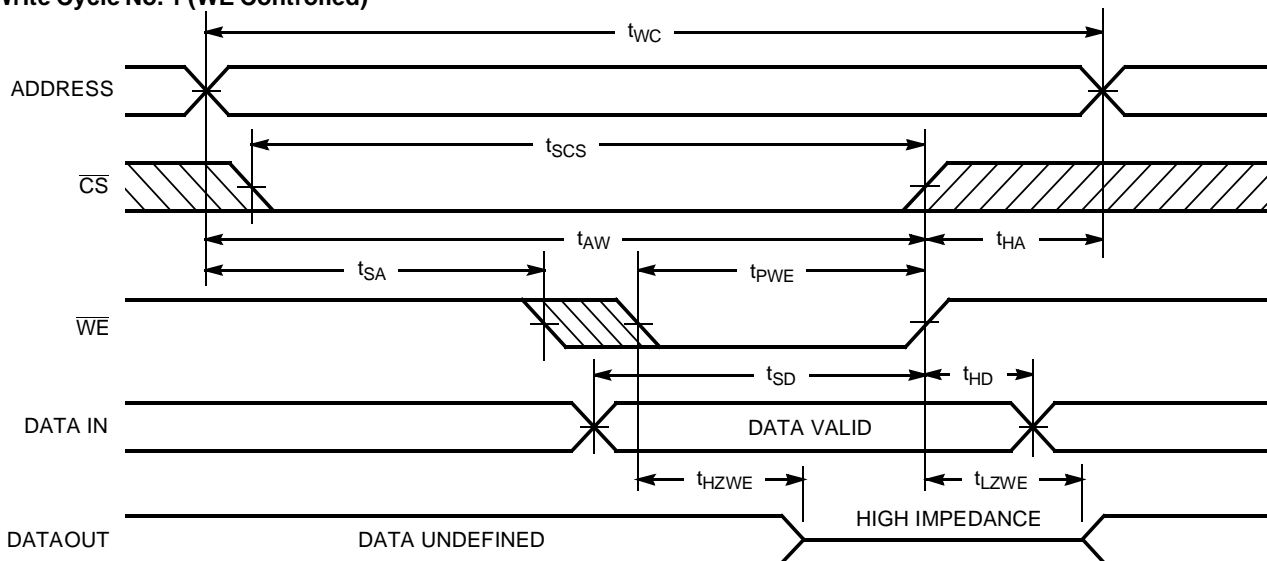 Write Cycle No. 1 (WE Controlled)
tWC
ADDRESS
tSCS
CS
tAW
tHA
tSA
tPWE
WE
tSD
tHD
DATA IN
DATA VALID
tHZWE
tLZWE
HIGH IMPEDANCE
DATAOUT
DATA UNDEFINED